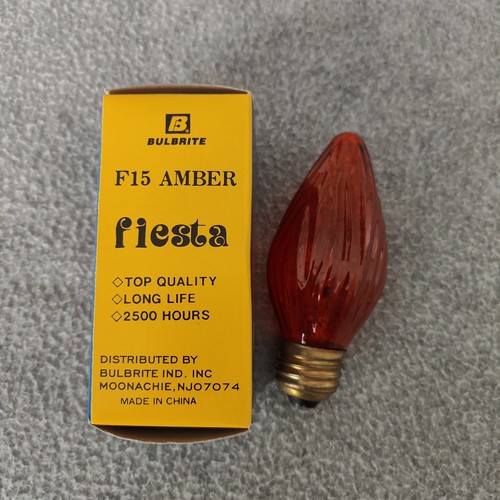 B
BULBRITE
F15 AMBER
fiesta
◇TOP QUALITY
◇LONG LIFE
◇2500 HOURS
DISTRIBUTED BY
BULBRITE IND. INC
MOONACHIE,NJ07074
MADE IN CHINA